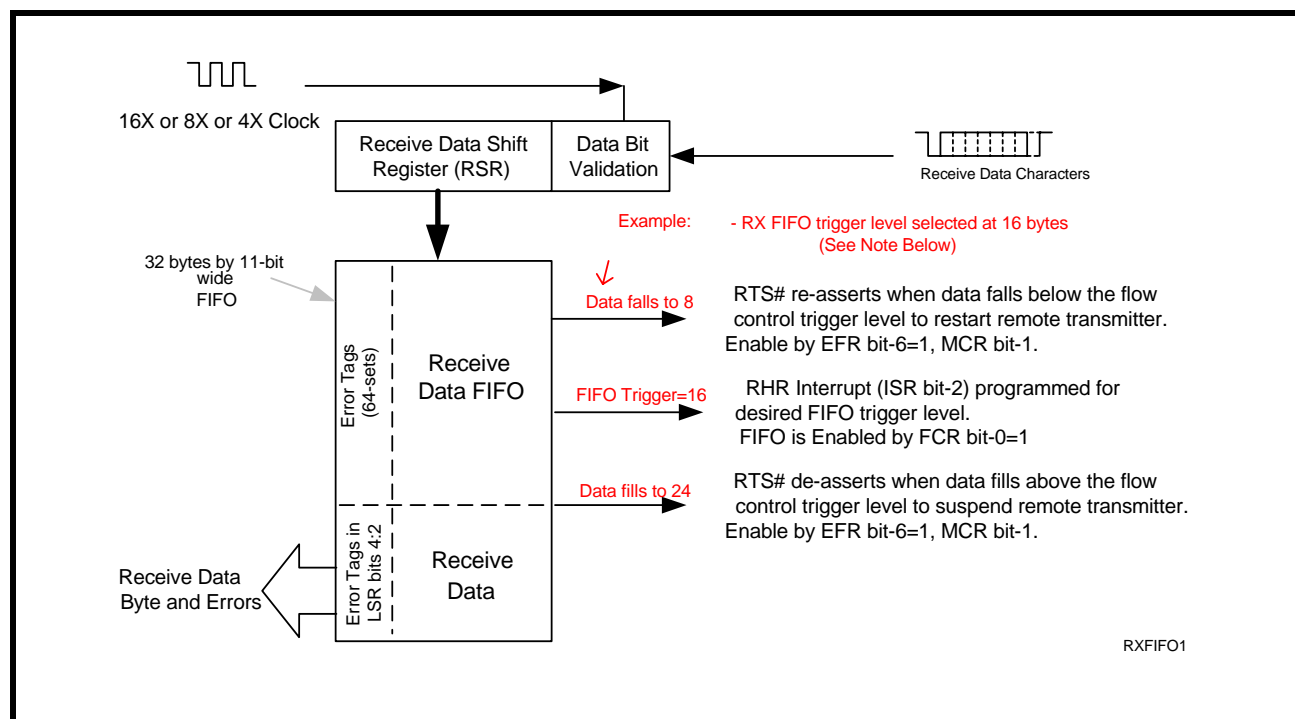 16X or 8X or 4X Clock
Receive Data Shift
Register (RSR)
Data Bit
Validation
Receive Data Characters
Example:
- RX FIFO trigger level selected at 16 bytes
(See Note Below)
32 bytes by 11-bit
wide
FIFO
Error Tags
(64-sets)
Receive
Data FIFO
Data falls to 8
RTS# re-asserts when data falls below the flow
control trigger level to restart remote transmitter.
Enable by EFR bit-6=1, MCR bit-1.
FIFO Trigger=16
RHR Interrupt (ISR bit-2) programmed for
desired FIFO trigger level.
FIFO is Enabled by FCR bit-0=1
Data fills to 24
RTS# de-asserts when data fills above the flow
control trigger level to suspend remote transmitter.
Enable by EFR bit-6=1, MCR bit-1.
Error Tags in
LSR bits 4:2
Receive
Data
Receive Data
Byte and Errors
RXFIFO1